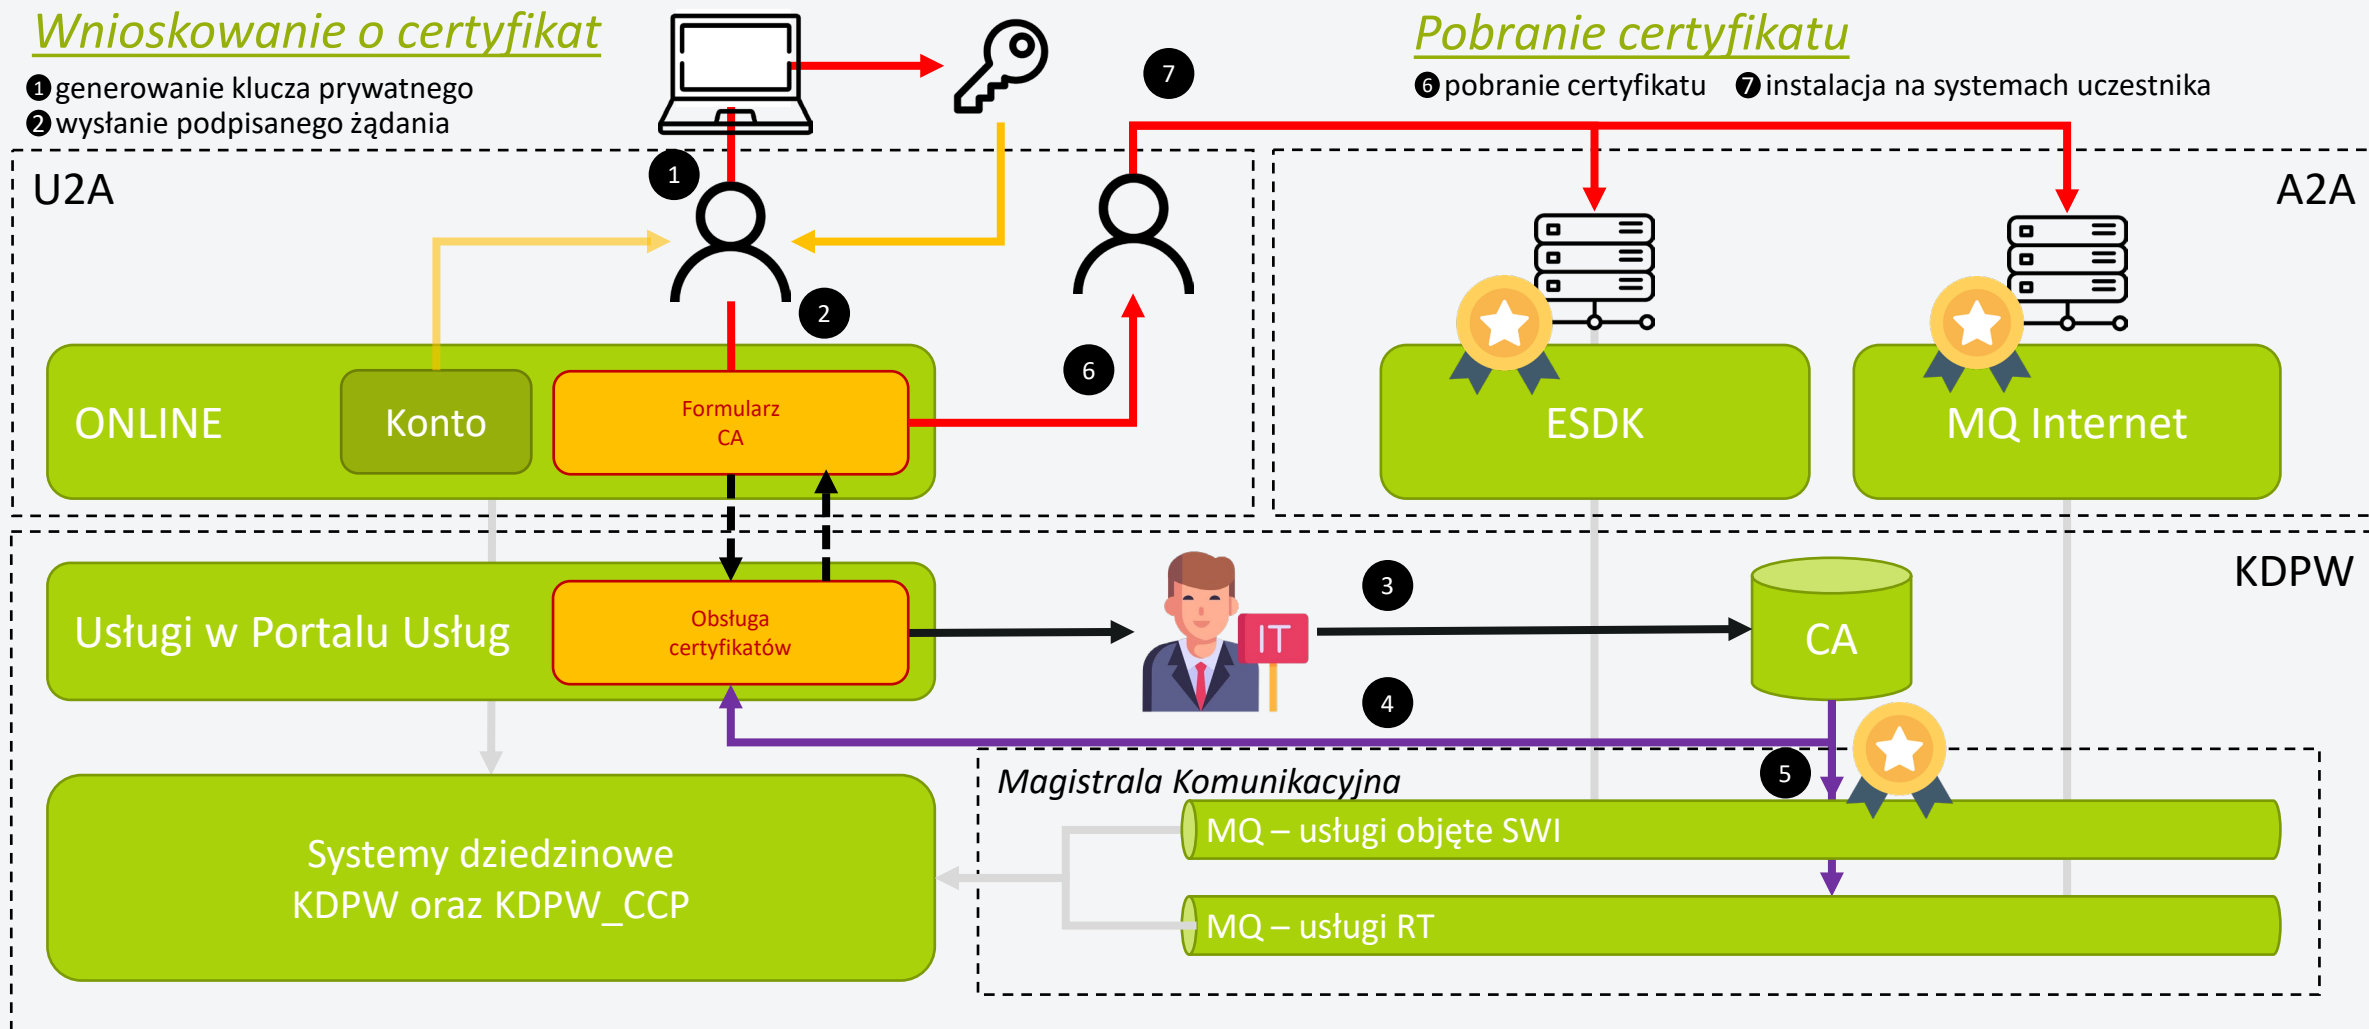 Wnioskowanie o certyfikat
1 generowanie klucza prywatnego
2 wysłanie podpisanego żądania
Pobranie certyfikatu
6 pobranie certyfikatu 7 instalacja na systemach uczestnika
7
1
U2A
A2A
2
6
ONLINE
Konto
Formularz
CA
ESDK
MQ Internet
KDPW
3
Usługi w Portalu Usług
Obsługa
certyfikatów
IT
CA
4
5
Magistrala Komunikacyjna
MQ – usługi objęte SWI
MQ – usługi RT
Systemy dziedzinowe
KDPW oraz KDPW_CCP